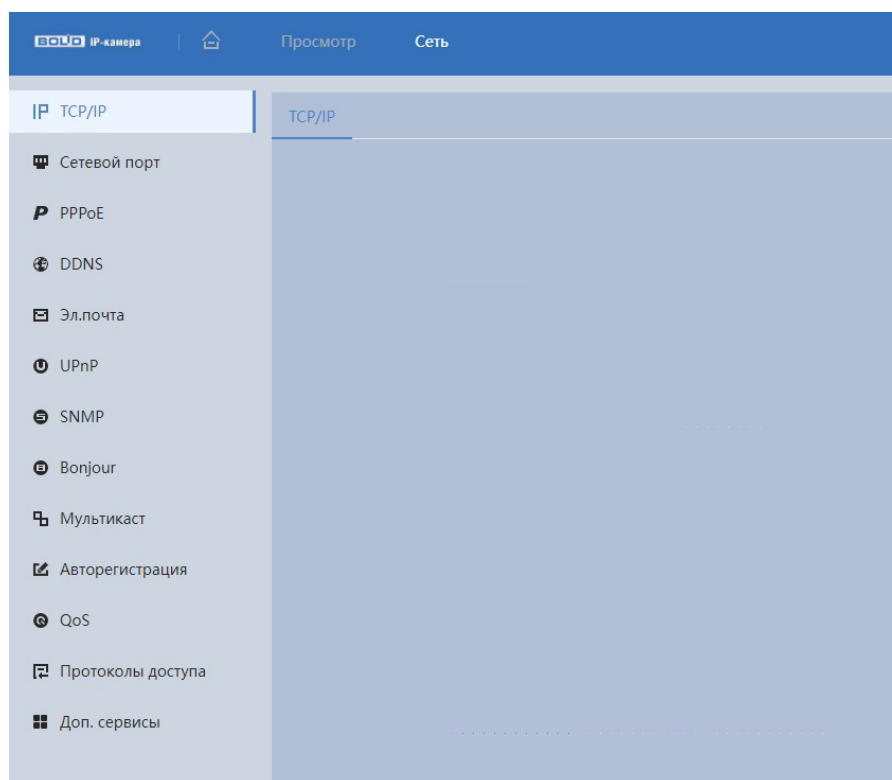 BOLID IP-камера Просмотр Сеть
IP TCP/IP
TCP/IP
Сетевой порт
PPPoE
DDNS
Эл.почта
UPnP
SNMP
Bonjour
Мультикаст
Авторегистрация
QoS
Протоколы доступа
Доп. сервисы